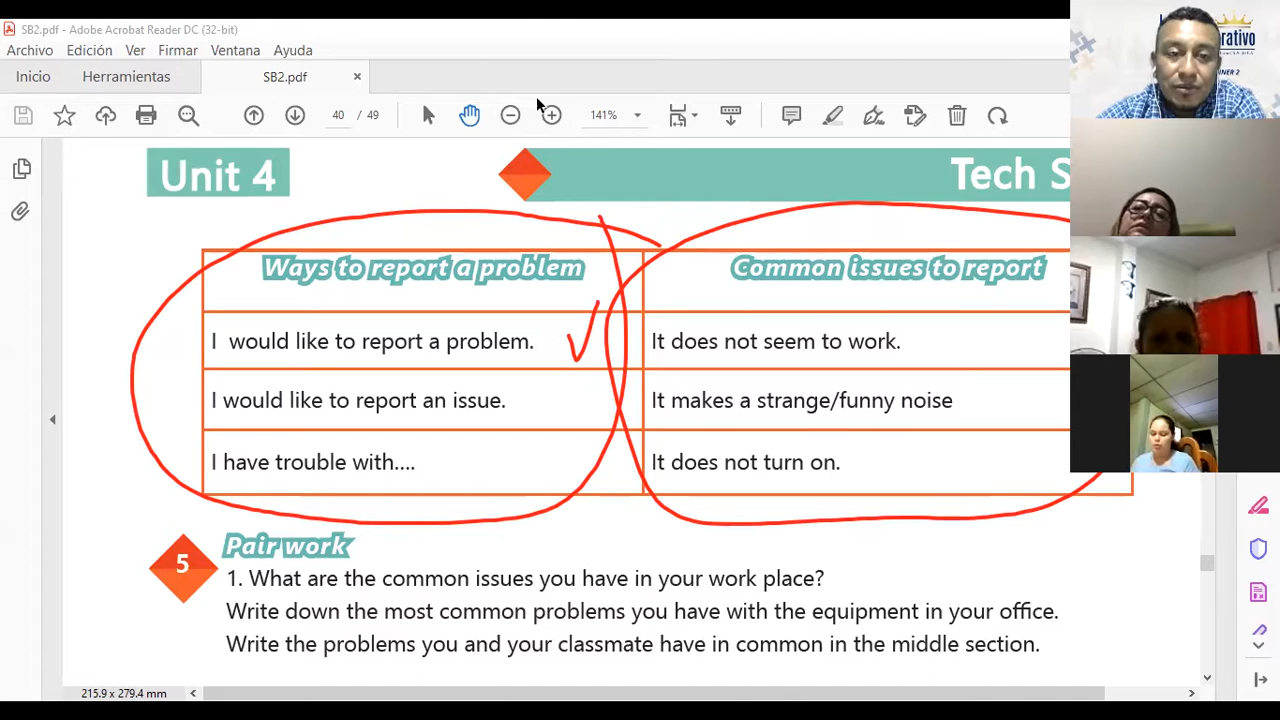 SB2.pdf - Adobe Acrobat Reader DC (32-bit)
Archivo Edición Ver Firmar Ventana Ayuda
Inicio Herramientas SB2.pdf ×
40 / 49 141%
Unit 4 Tech S
Ways to report a problem Common issues to report
I would like to report a problem. It does not seem to work.
I would like to report an issue. It makes a strange/funny noise
I have trouble with.... It does not turn on.
5 Pair work
1. What are the common issues you have in your work place?
Write down the most common problems you have with the equipment in your office.
Write the problems you and your classmate have in common in the middle section.
215.9 x 279.4 mm